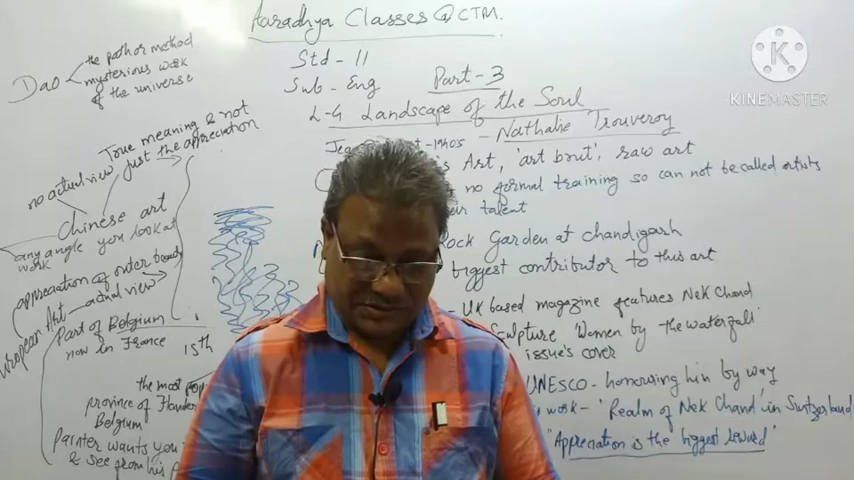 Aaradhya Classes @ CTM.
Std - 11
Sub - Eng
Part - 3
L-4 Landscape of the Soul
- Nathalie Trouveroy
Art, 'art brut', raw art
no formal training so can not be called artists
their talent
Rock Garden at chandigarh
biggest contributor to this art
- UK based magazine features Nek Chand
Sculpture 'Women by the waterfall'
issue's cover
UNESCO - honouring him by way
work - 'Realm of Nek Chand' in Switzerland
"Appreciation is the biggest reward"
Dao
the path or method
mysterious work
of the universe
True meaning & not
just the appreciation
no actual view
Chinese art
any angle you look at
work
appreciation of outer beauty
European Art - actual view
Part of Belgium
now in France
15th
the most
province of Flanders
Belgium
Painter wants you
& see from his
KINEMASTER